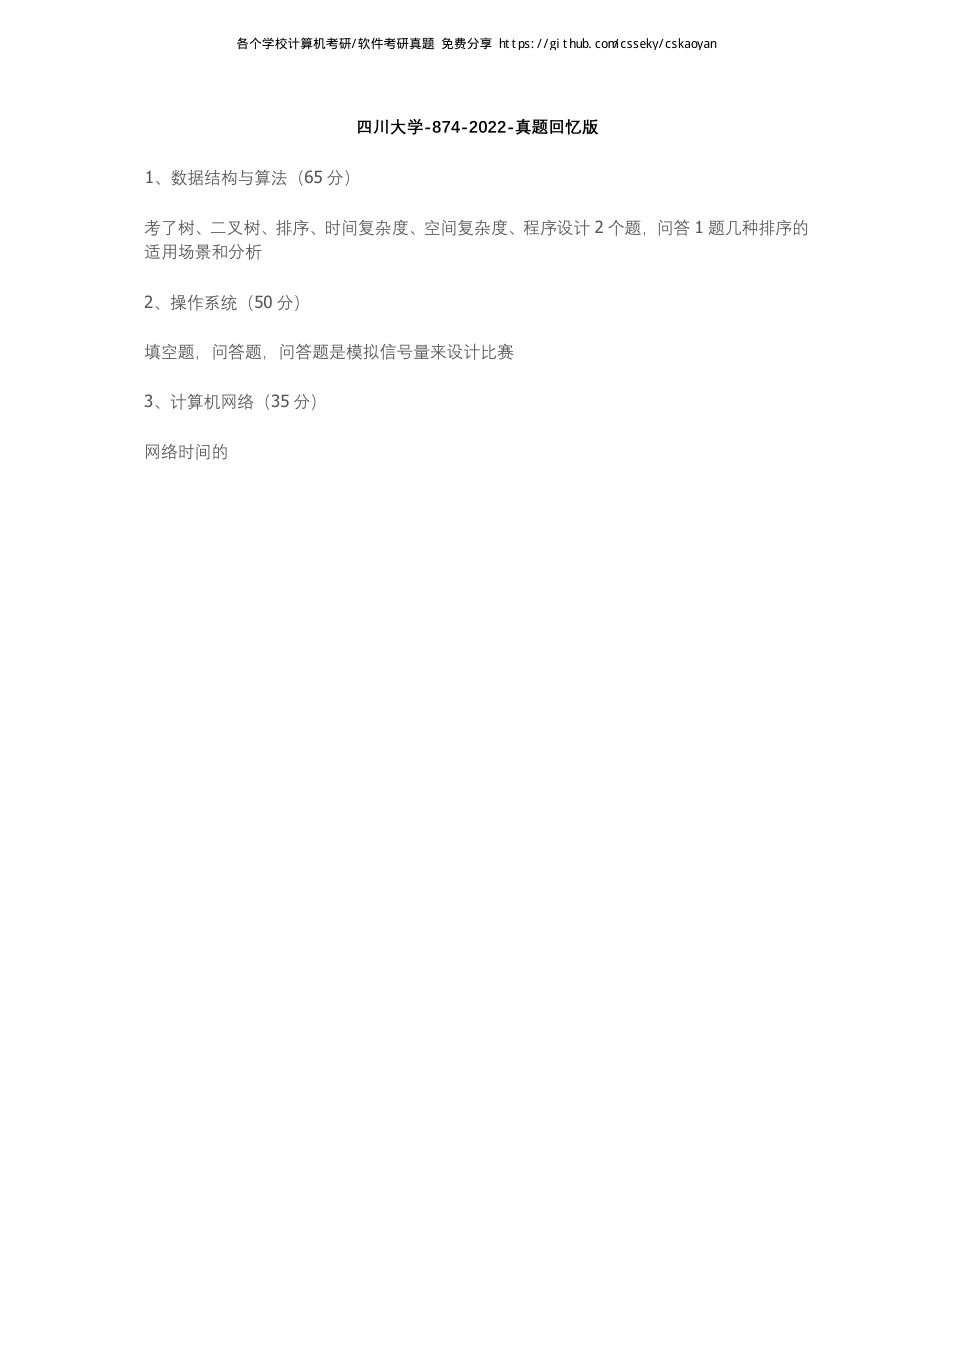 各个学校计算机考研/软件考研真题 免费分享 https://github.com/csseky/cskaoyan
四川大学-874-2022-真题回忆版
1、数据结构与算法（65 分）
考了树、二叉树、排序、时间复杂度、空间复杂度、程序设计 2 个题，问答 1 题几种排序的
适用场景和分析
2、操作系统（50 分）
填空题，问答题，问答题是模拟信号量来设计比赛
3、计算机网络（35 分）
网络时间的